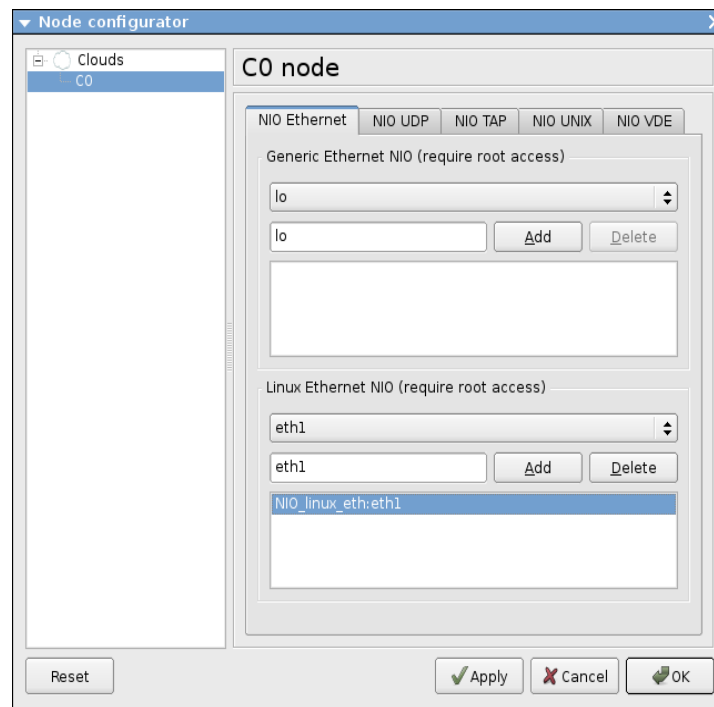 Node configurator
Clouds
C0
C0 node
NIO Ethernet NIO UDP NIO TAP NIO UNIX NIO VDE
Generic Ethernet NIO (require root access)
lo
lo Add Delete
Linux Ethernet NIO (require root access)
eth1
eth1 Add Delete
NIO_linux_eth:eth1
Reset Apply Cancel OK